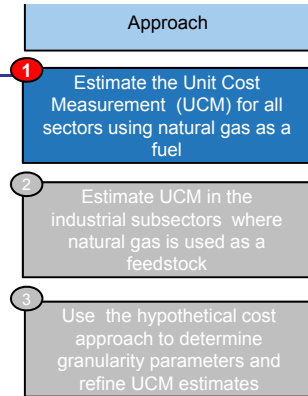 Approach
1
Estimate the Unit Cost
Measurement (UCM) for all
sectors using natural gas as a
fuel
2
Estimate UCM in the
industrial subsectors where
natural gas is used as a
feedstock
3
Use the hypothetical cost
approach to determine
granularity parameters and
refine UCM estimates